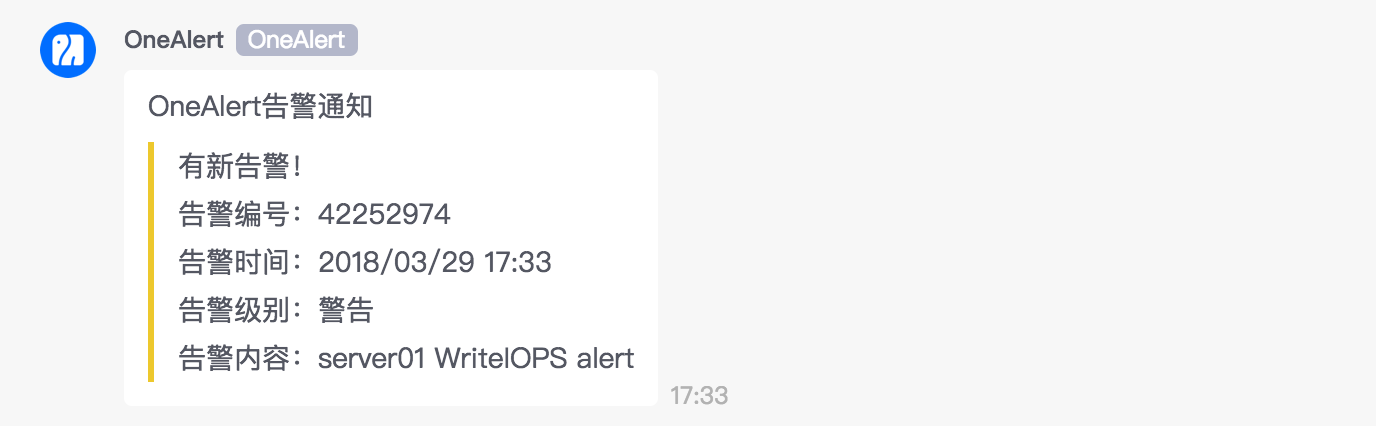 OneAlert OneAlert
OneAlert告警通知
有新告警！
告警编号：42252974
告警时间：2018/03/29 17:33
告警级别：警告
告警内容：server01 WriteIOPS alert
17:33